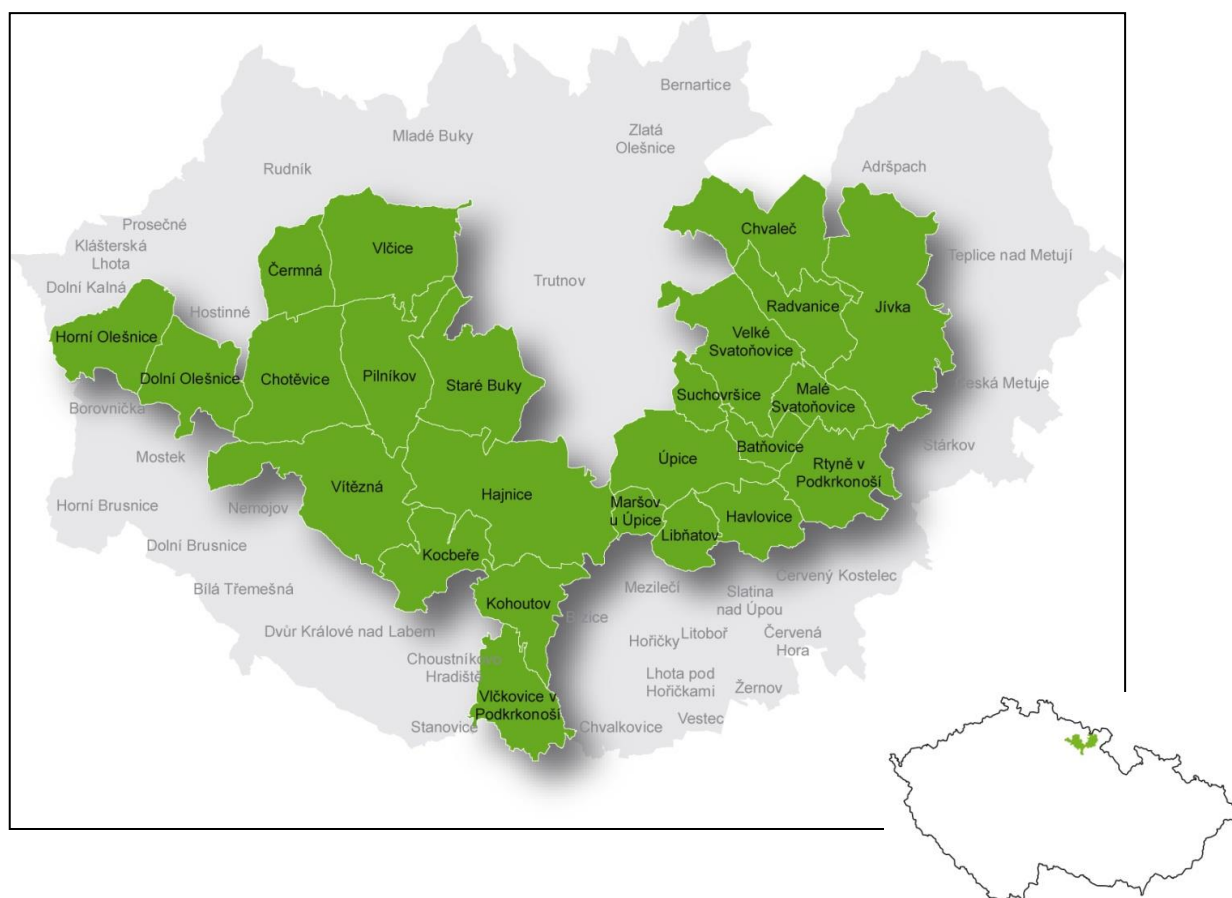 Bernartice
Mladé Buky
Zlatá
Olešnice
Rudník
Adršpach
Prosečné
Klášterská
Lhota
Dolní Kalná
Hostinné
Čermná
Vlčice
Trutnov
Chvaleč
Teplice nad Metují
Radvanice
Jívka
Horní Olešnice
Dolní Olešnice
Chotěvice
Pilníkov
Staré Buky
Velké
Svatoňovice
Suchovršice
Malé
Svatoňovice
Česká Metuje
Borovnička
Mostek
Batňovice
Stárkov
Úpice
Rtyně v
Podkrkonoší
Vítězná
Hajnice
Maršov
u Úpice
Havlovice
Libňatov
Horní Brusnice
Nemojov
Dolní Brusnice
Kocbeře
Bílá Třemešná
Kohoutov
Mezilečí
Slatina
nad Úpou
Červený Kostelec
Brzice
Dvůr Králové nad Labem
Hořičky
Litoboř
Červená
Hora
Choustníkovo
Hradiště
Lhota pod
Hořičkami
Žernov
Vlčkovice v
Podkrkonoší
Stanovice
Chvalkovice
Vestec